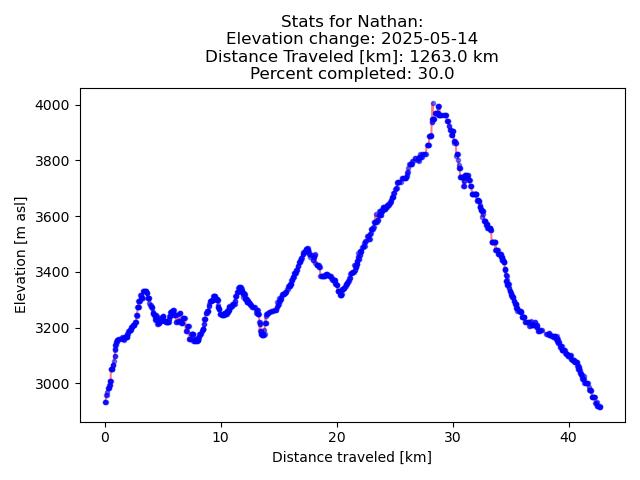 Stats for Nathan:
Elevation change: 2025-05-14
Distance Traveled [km]: 1263.0 km
Percent completed: 30.0
4000
3800
3600
3400
3200
3000
Elevation [m asl]
0 10 20 30 40
Distance traveled [km]